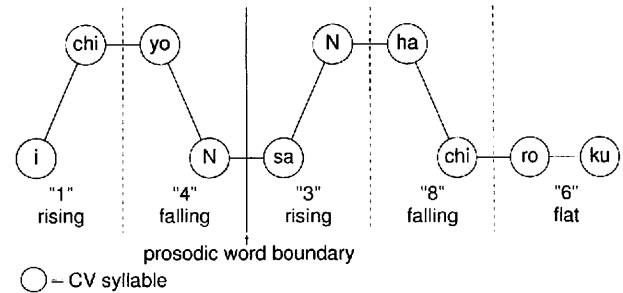 chi yo N ha
i N sa chi ro ku
"1" "4" "3" "8" "6"
rising falling rising falling flat
prosodic word boundary
– CV syllable